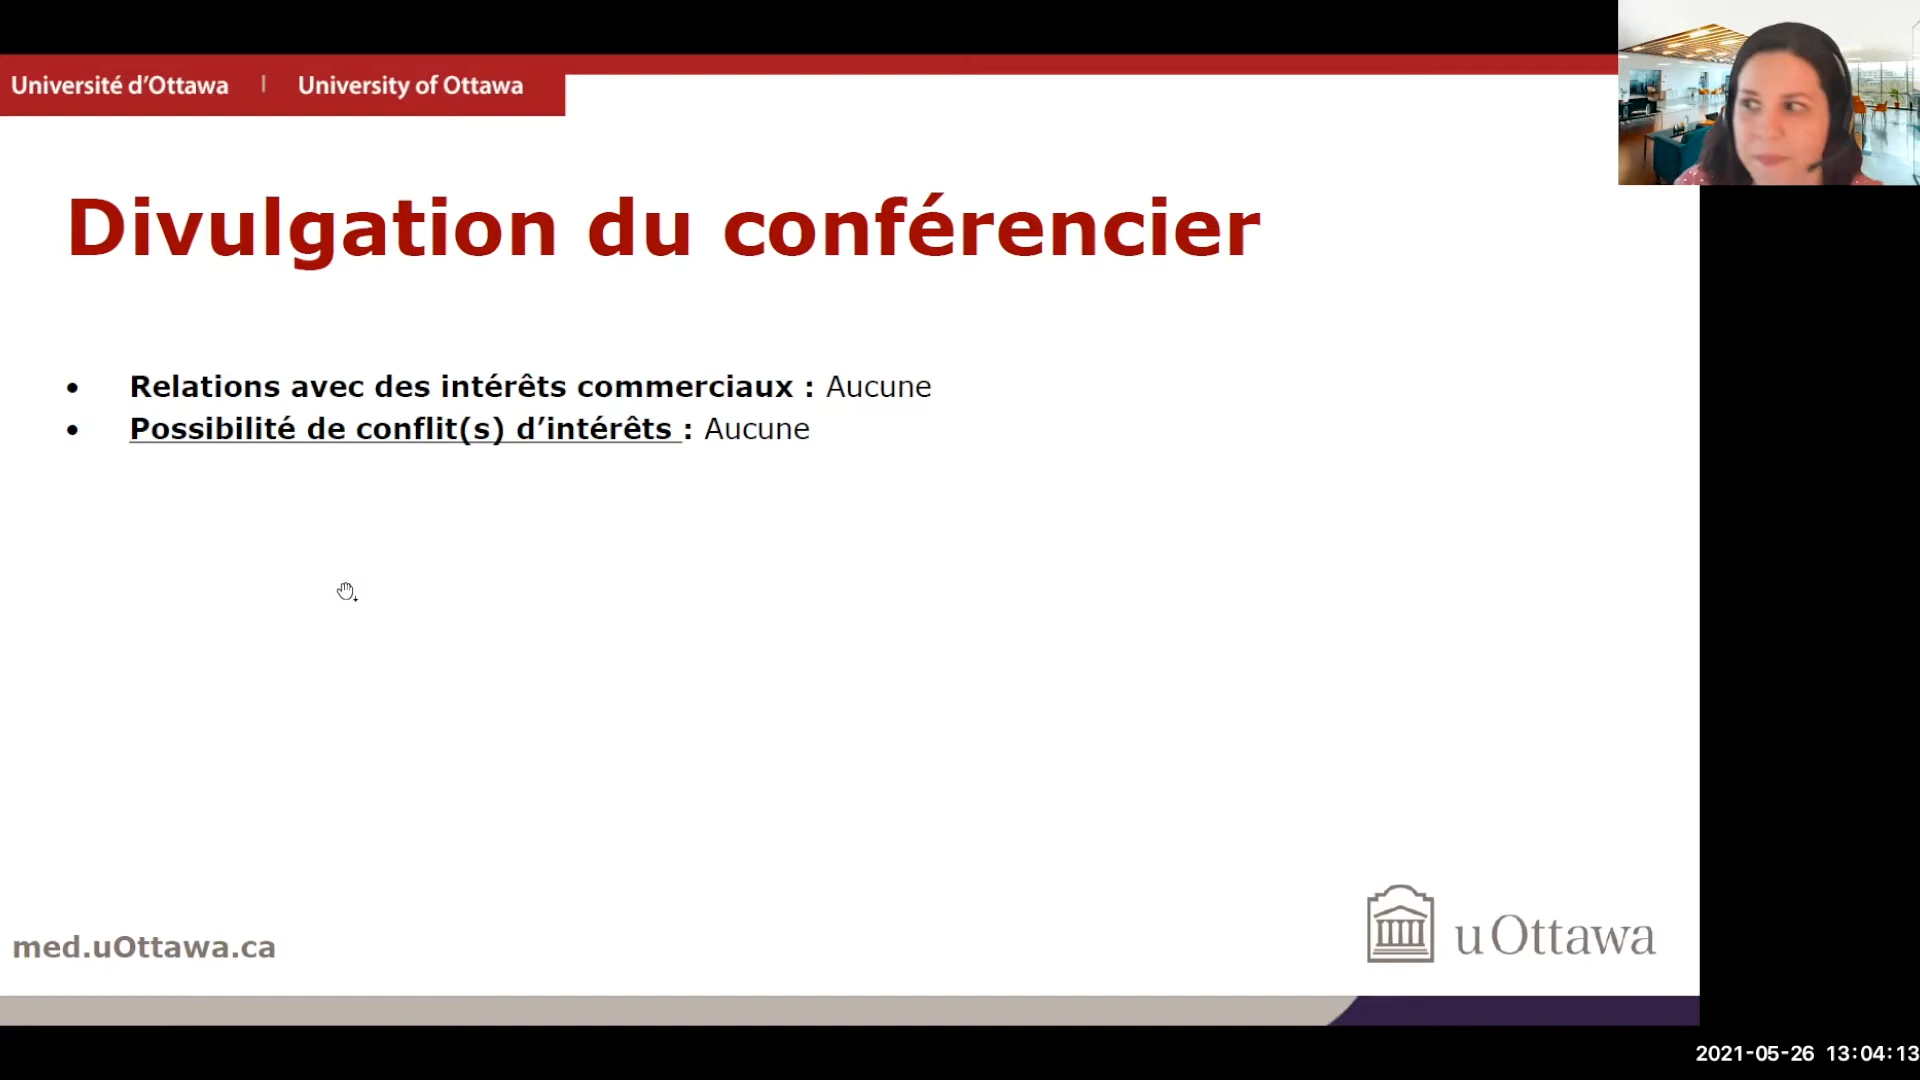 Université d'Ottawa | University of Ottawa
Divulgation du conférencier
• Relations avec des intérêts commerciaux : Aucune
• Possibilité de conflit(s) d’intérêts : Aucune
med.uOttawa.ca
uOttawa
2021-05-26 13:04:13